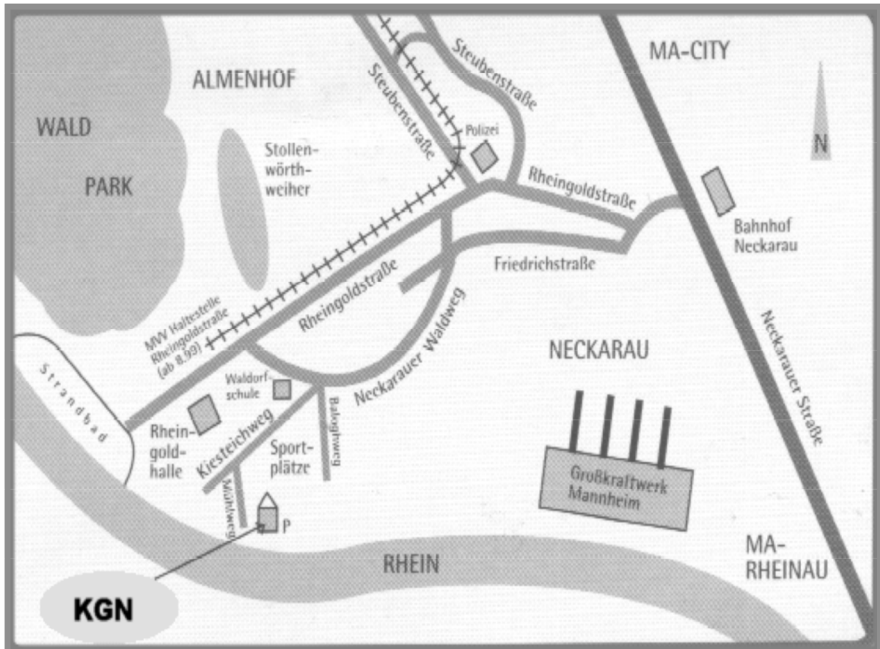 MA-CITY
Steubenstraße
ALMENHOF
Steubenstraße
WALD
PARK
Polizei
N
Stollen-
wörth-
weiher
Rheingoldstraße
Bahnhof
Neckarau
Friedrichstraße
Rheingoldstraße
MVV Haltestelle
Rheingoldstraße
(ab 8.99)
Neckarauer Waldweg
NECKARAU
Neckarauer Straße
Strandbad
Waldorf-
schule
Rhein-
gold-
halle
Kiesteichweg
Sport-
plätze
Baloghweg
Mühlweg
P
Großkraftwerk
Mannheim
RHEIN
MA-
RHEINAU
KGN